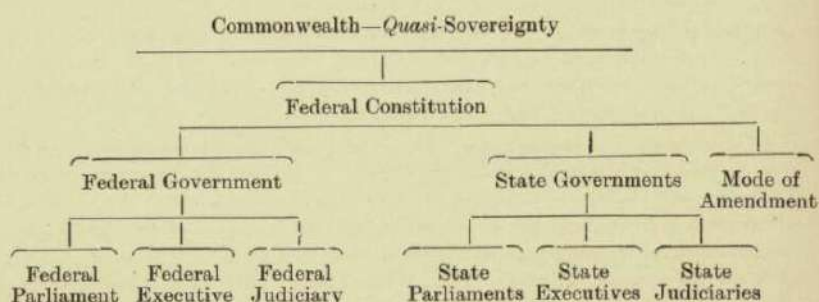 Commonwealth—Quasi-Sovereignty
Federal Constitution
Federal Government State Governments Mode of
Amendment
Federal Federal Federal State State State
Parliament Executive Judiciary Parliaments Executives Judiciaries